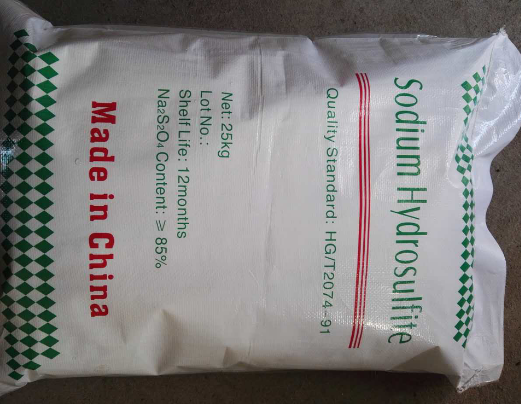 Sodium Hydrosulfite
Quality Standard: HG/T2074-91
Net: 25kg
Lot No.:
Shelf Life: 12months
Na₂S₂O₄ Content: ≥ 85%
Made in China